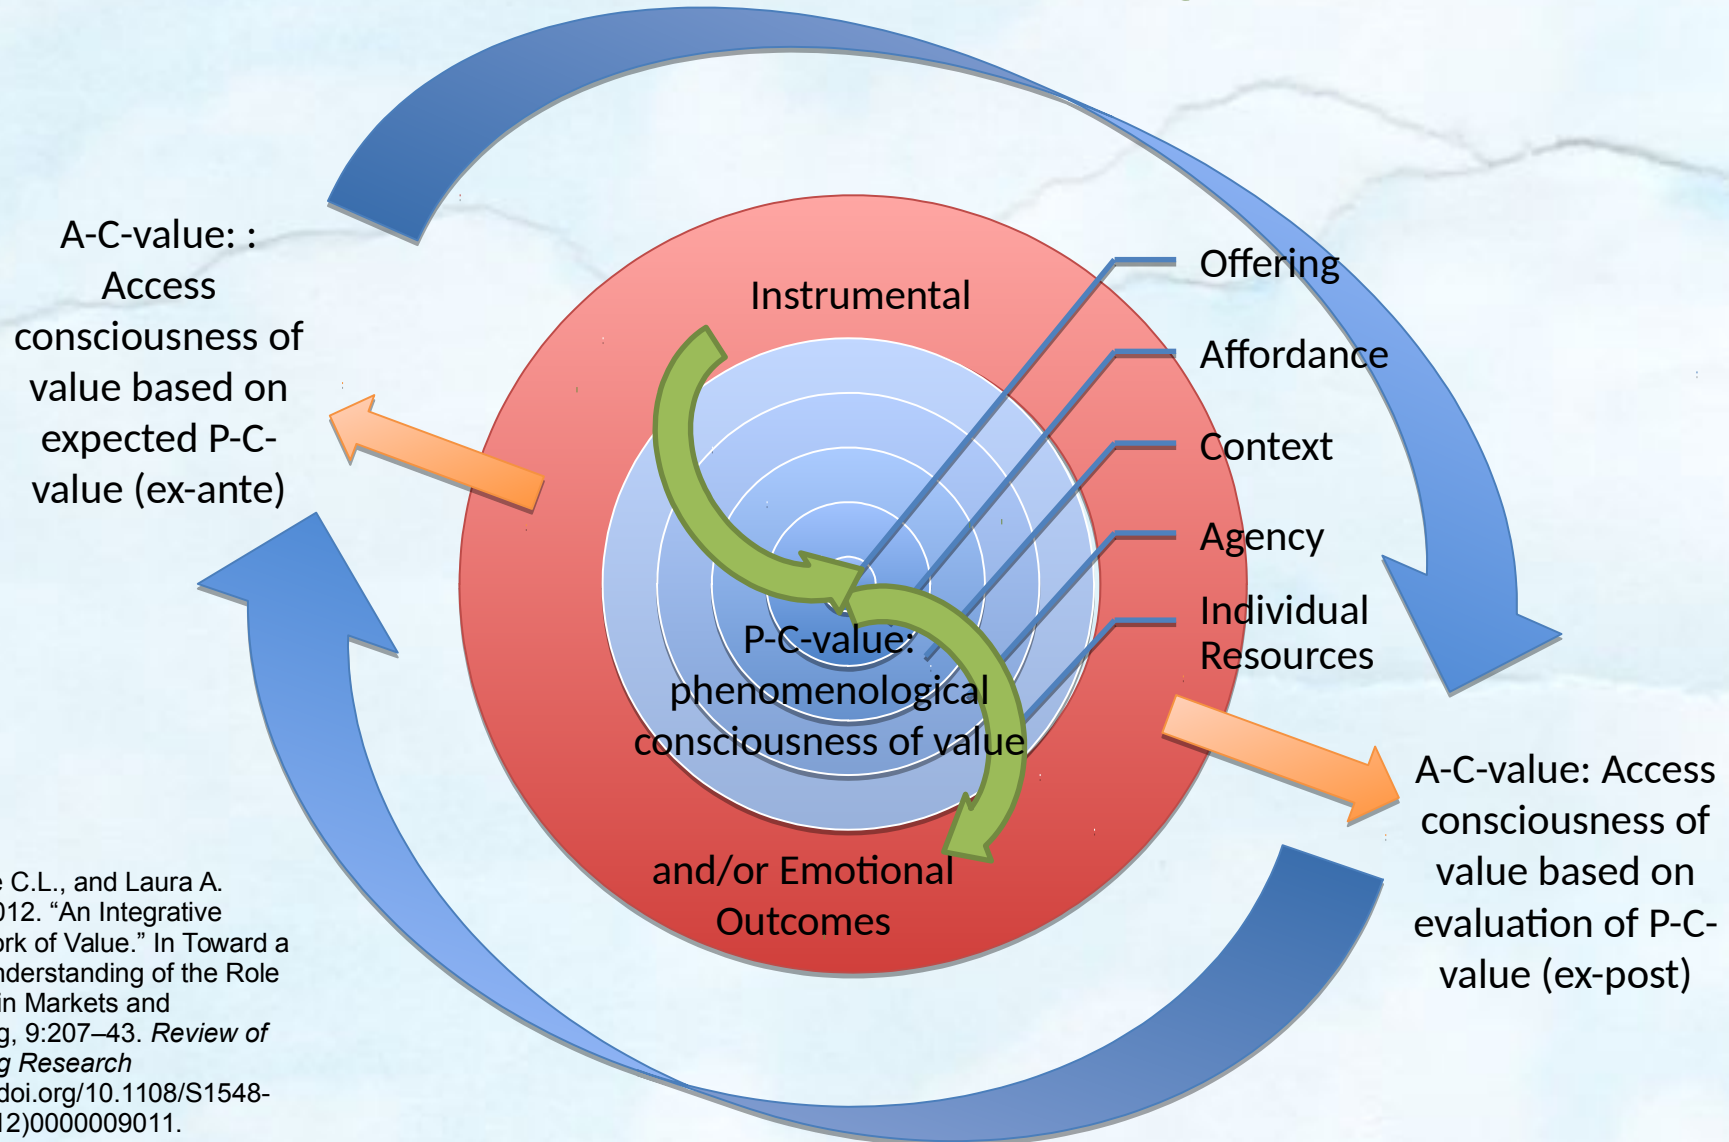 A-C-value: :
Access
consciousness of
value based on
expected P-C-
value (ex-ante)
Instrumental
Offering
Affordance
Context
Agency
Individual
Resources
P-C-value:
phenomenological
consciousness of value
and/or Emotional
Outcomes
A-C-value: Access
consciousness of
value based on
evaluation of P-C-
value (ex-post)
C.L., and Laura A.
“An Integrative
of Value.” In Toward a
of the Role
in Markets and
9:207–43. Review of
Research
doi.org/10.1108/S1548-
12)0000009011.